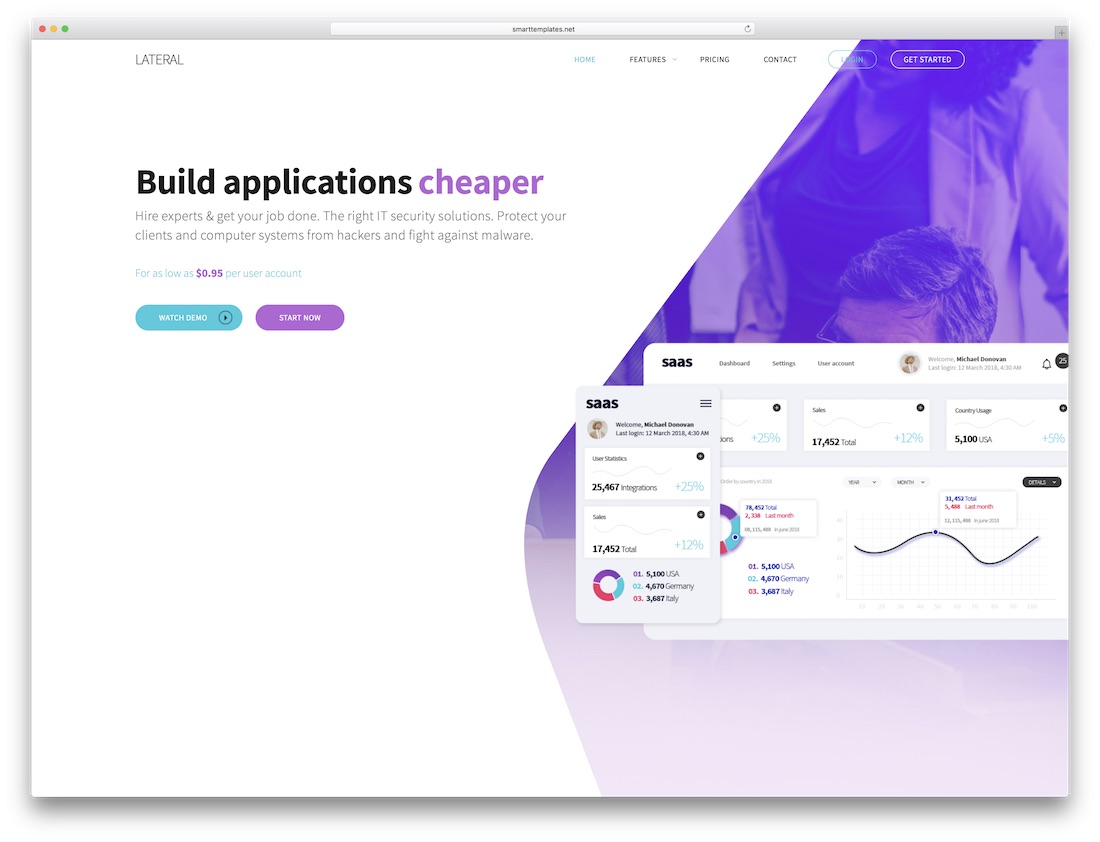 smarttemplates.net
LATERAL
HOME
FEATURES
PRICING
CONTACT
LOGIN
GET STARTED
Build applications cheaper
Hire experts & get your job done. The right IT security solutions. Protect your
clients and computer systems from hackers and fight against malware.
For as low as $0.95 per user account
WATCH DEMO
START NOW
saas
Dashboard
Settings
User account
Welcome, Michael Donovan
Last login: 12 March 2018, 4:30 AM
25
+25%
Sales
17,452 Total
+12%
Country Usage
5,100 USA
+5%
Order by country in 2018
YEAR
MONTH
DETAILS
78,452 Total
2,338 Last month
in june 2018
01. 5,100 USA
02. 4,670 Germany
03. 3,687 Italy
31,452 Total
5,488 Last month
12,115,488 in june 2018
40
30
20
10
0
10 20 30 40 50 60 70 80 90 100
saas
Welcome, Michael Donovan
Last login: 12 March 2018, 4:30 AM
User Statistics
25,467 Integrations
+25%
Sales
17,452 Total
+12%
01. 5,100 USA
02. 4,670 Germany
03. 3,687 Italy